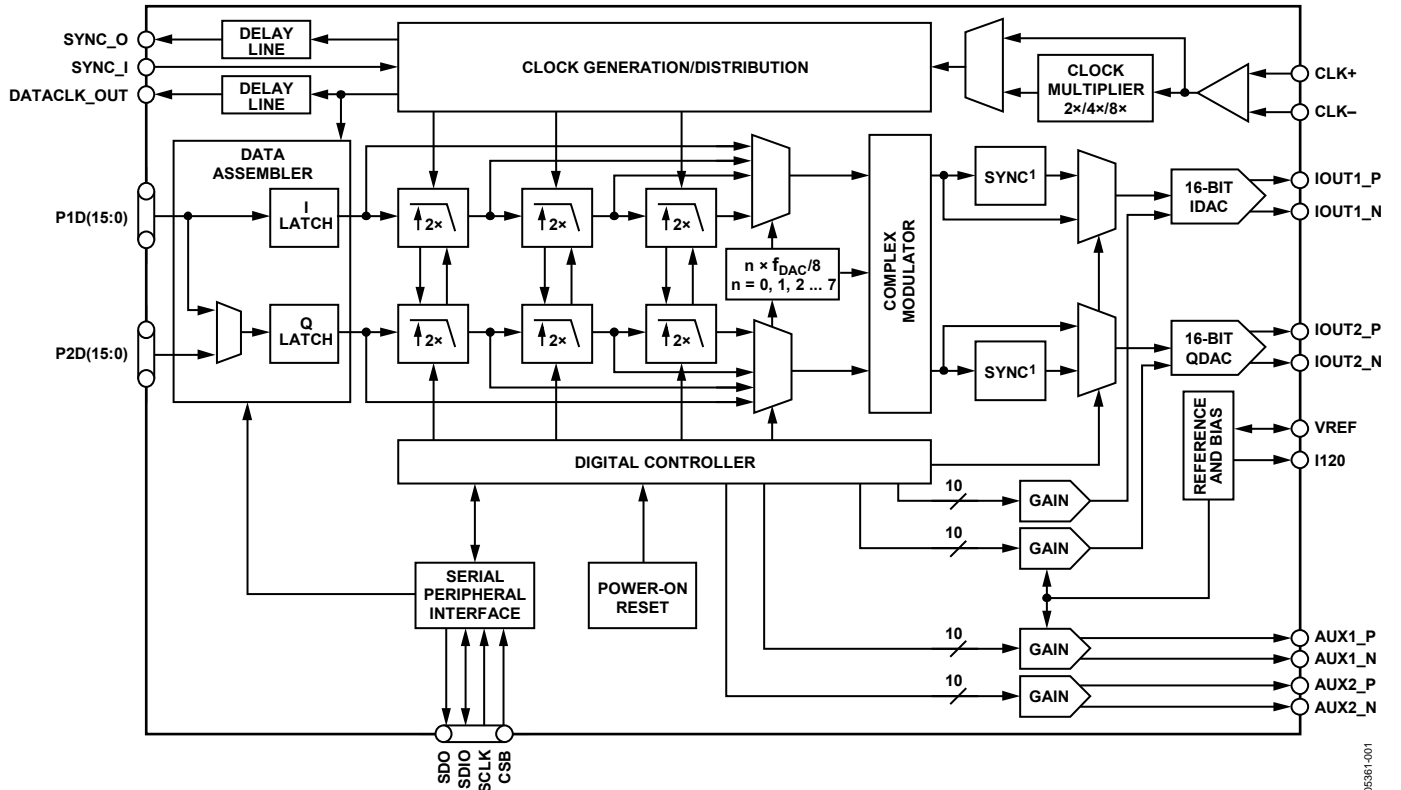 SYNC_O
DELAY
LINE
CLOCK GENERATION/DISTRIBUTION
SYNC_I
DATACLK_OUT
DELAY
LINE
CLOCK
MULTIPLIER
2×/4×/8×
CLK+
CLK–
DATA
ASSEMBLER
P1D(15:0)
I
LATCH
2×
2×
2×
n × fDAC/8
n = 0, 1, 2 ... 7
COMPLEX
MODULATOR
SYNC1
16-BIT
IDAC
IOUT1_P
IOUT1_N
P2D(15:0)
Q
LATCH
2×
2×
2×
SYNC1
16-BIT
QDAC
IOUT2_P
IOUT2_N
REFERENCE
AND BIAS
VREF
I120
DIGITAL CONTROLLER
10
GAIN
10
GAIN
SERIAL
PERIPHERAL
INTERFACE
POWER-ON
RESET
10
GAIN
AUX1_P
AUX1_N
10
GAIN
AUX2_P
AUX2_N
SDO
SDIO
SCLK
CSB
05361-001